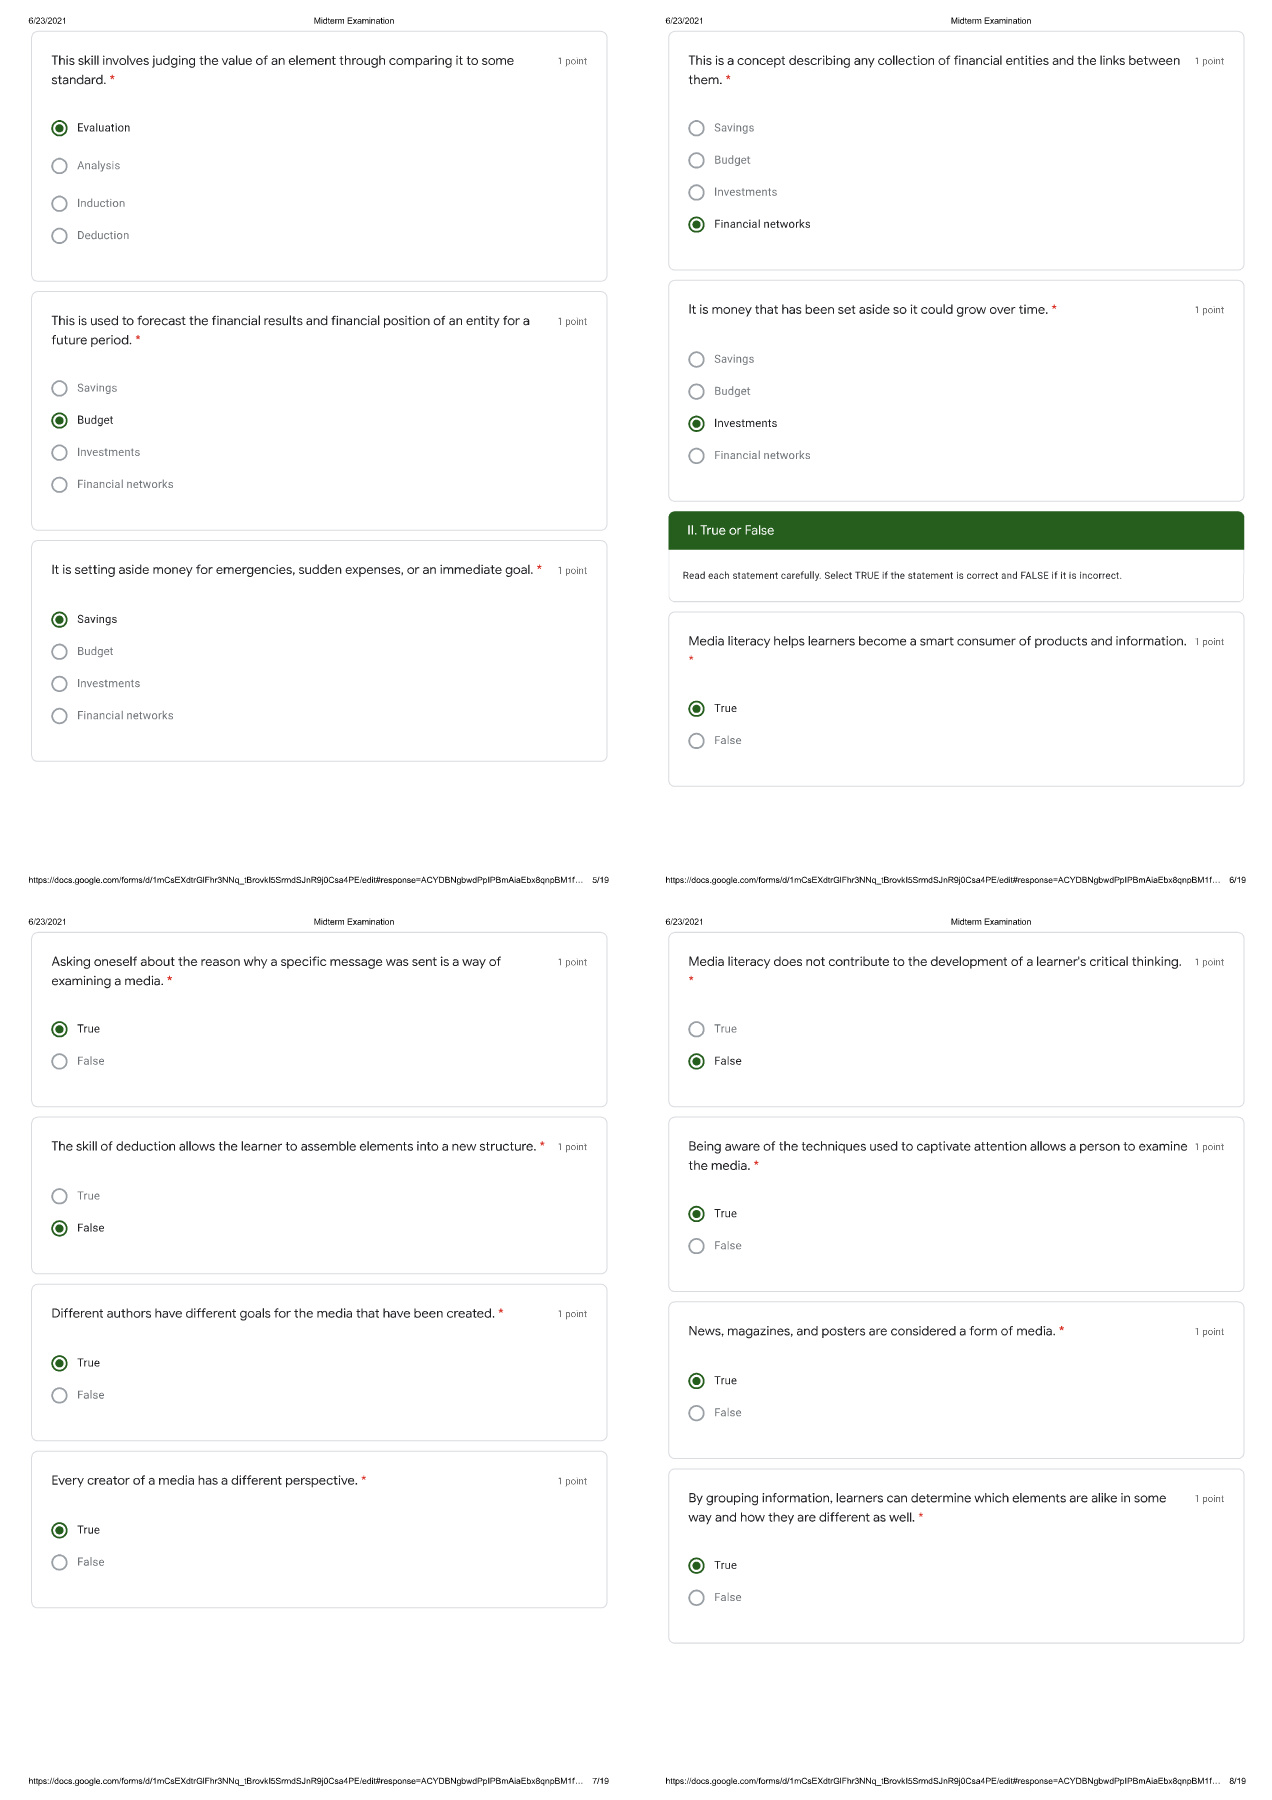 6/23/2021 Midterm Examination
This skill involves judging the value of an element through comparing it to some 1 point
standard. *
Evaluation
Analysis
Induction
Deduction
This is used to forecast the financial results and financial position of an entity for a 1 point
future period. *
Savings
Budget
Investments
Financial networks
It is setting aside money for emergencies, sudden expenses, or an immediate goal. * 1 point
Savings
Budget
Investments
Financial networks
https://docs.google.com/forms/d/1mCsEXdtrGlFhr3NNq_tBrovkI5SrmdSJnR9j0Csa4PE/edit#response=ACYDBNgbwdPpIPBmAiaEbx8qnpBM1f… 5/19
6/23/2021 Midterm Examination
This is a concept describing any collection of financial entities and the links between 1 point
them. *
Savings
Budget
Investments
Financial networks
It is money that has been set aside so it could grow over time. * 1 point
Savings
Budget
Investments
Financial networks
II. True or False
Read each statement carefully. Select TRUE if the statement is correct and FALSE if it is incorrect.
Media literacy helps learners become a smart consumer of products and information. 1 point
*
True
False
https://docs.google.com/forms/d/1mCsEXdtrGlFhr3NNq_tBrovkI5SrmdSJnR9j0Csa4PE/edit#response=ACYDBNgbwdPpIPBmAiaEbx8qnpBM1f… 6/19
6/23/2021 Midterm Examination
Asking oneself about the reason why a specific message was sent is a way of 1 point
examining a media. *
True
False
The skill of deduction allows the learner to assemble elements into a new structure. * 1 point
True
False
Different authors have different goals for the media that have been created. * 1 point
True
False
Every creator of a media has a different perspective. * 1 point
True
False
https://docs.google.com/forms/d/1mCsEXdtrGlFhr3NNq_tBrovkI5SrmdSJnR9j0Csa4PE/edit#response=ACYDBNgbwdPpIPBmAiaEbx8qnpBM1f… 7/19
6/23/2021 Midterm Examination
Media literacy does not contribute to the development of a learner's critical thinking. 1 point
*
True
False
Being aware of the techniques used to captivate attention allows a person to examine 1 point
the media. *
True
False
News, magazines, and posters are considered a form of media. * 1 point
True
False
By grouping information, learners can determine which elements are alike in some 1 point
way and how they are different as well. *
True
False
https://docs.google.com/forms/d/1mCsEXdtrGlFhr3NNq_tBrovkI5SrmdSJnR9j0Csa4PE/edit#response=ACYDBNgbwdPpIPBmAiaEbx8qnpBM1f… 8/19